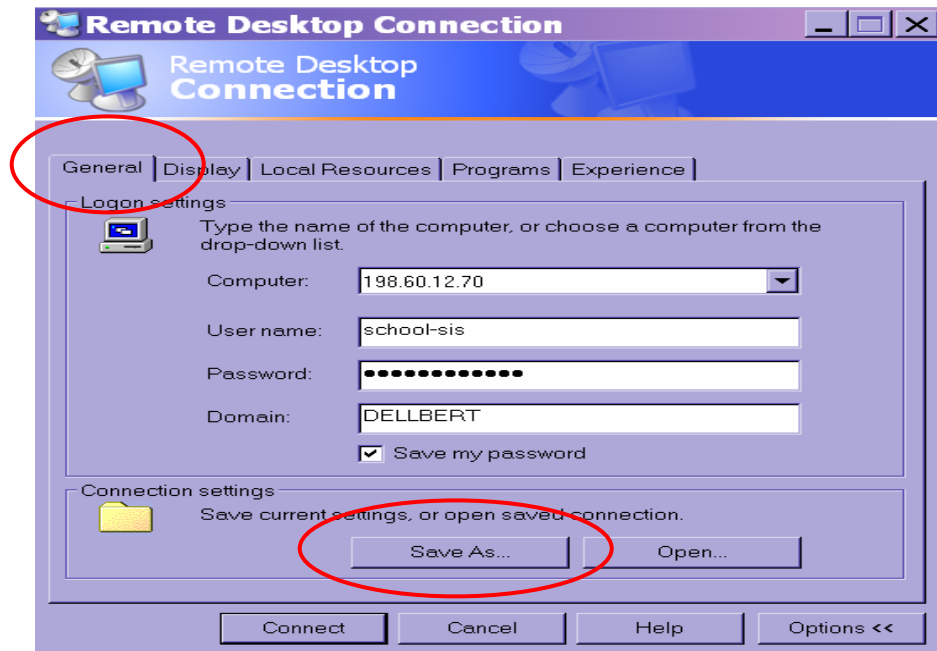 Remote Desktop Connection
Remote Desktop
Connection
General Display Local Resources Programs Experience
Logon settings
Type the name of the computer, or choose a computer from the
drop-down list.
Computer: 198.60.12.70
User name: school-sis
Password: ●●●●●●●●●●●●
Domain: DELLBERT
Save my password
Connection settings
Save current settings, or open saved connection.
Save As... Open...
Connect Cancel Help Options <<